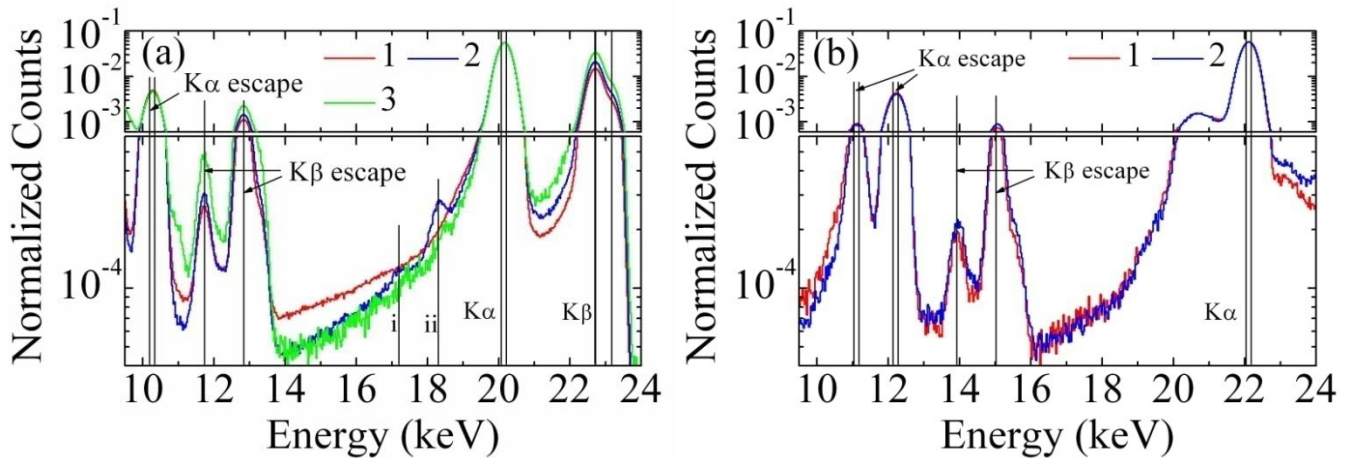 (a)
1 2
3
Kα escape
Kβ escape
i
ii
Kα
Kβ
10⁻¹
10⁻²
10⁻³
10⁻⁴
Normalized Counts
10 12 14 16 18 20 22 24
Energy (keV)
(b)
1 2
Kα escape
Kβ escape
Kα
10⁻¹
10⁻²
10⁻³
10⁻⁴
Normalized Counts
10 12 14 16 18 20 22 24
Energy (keV)